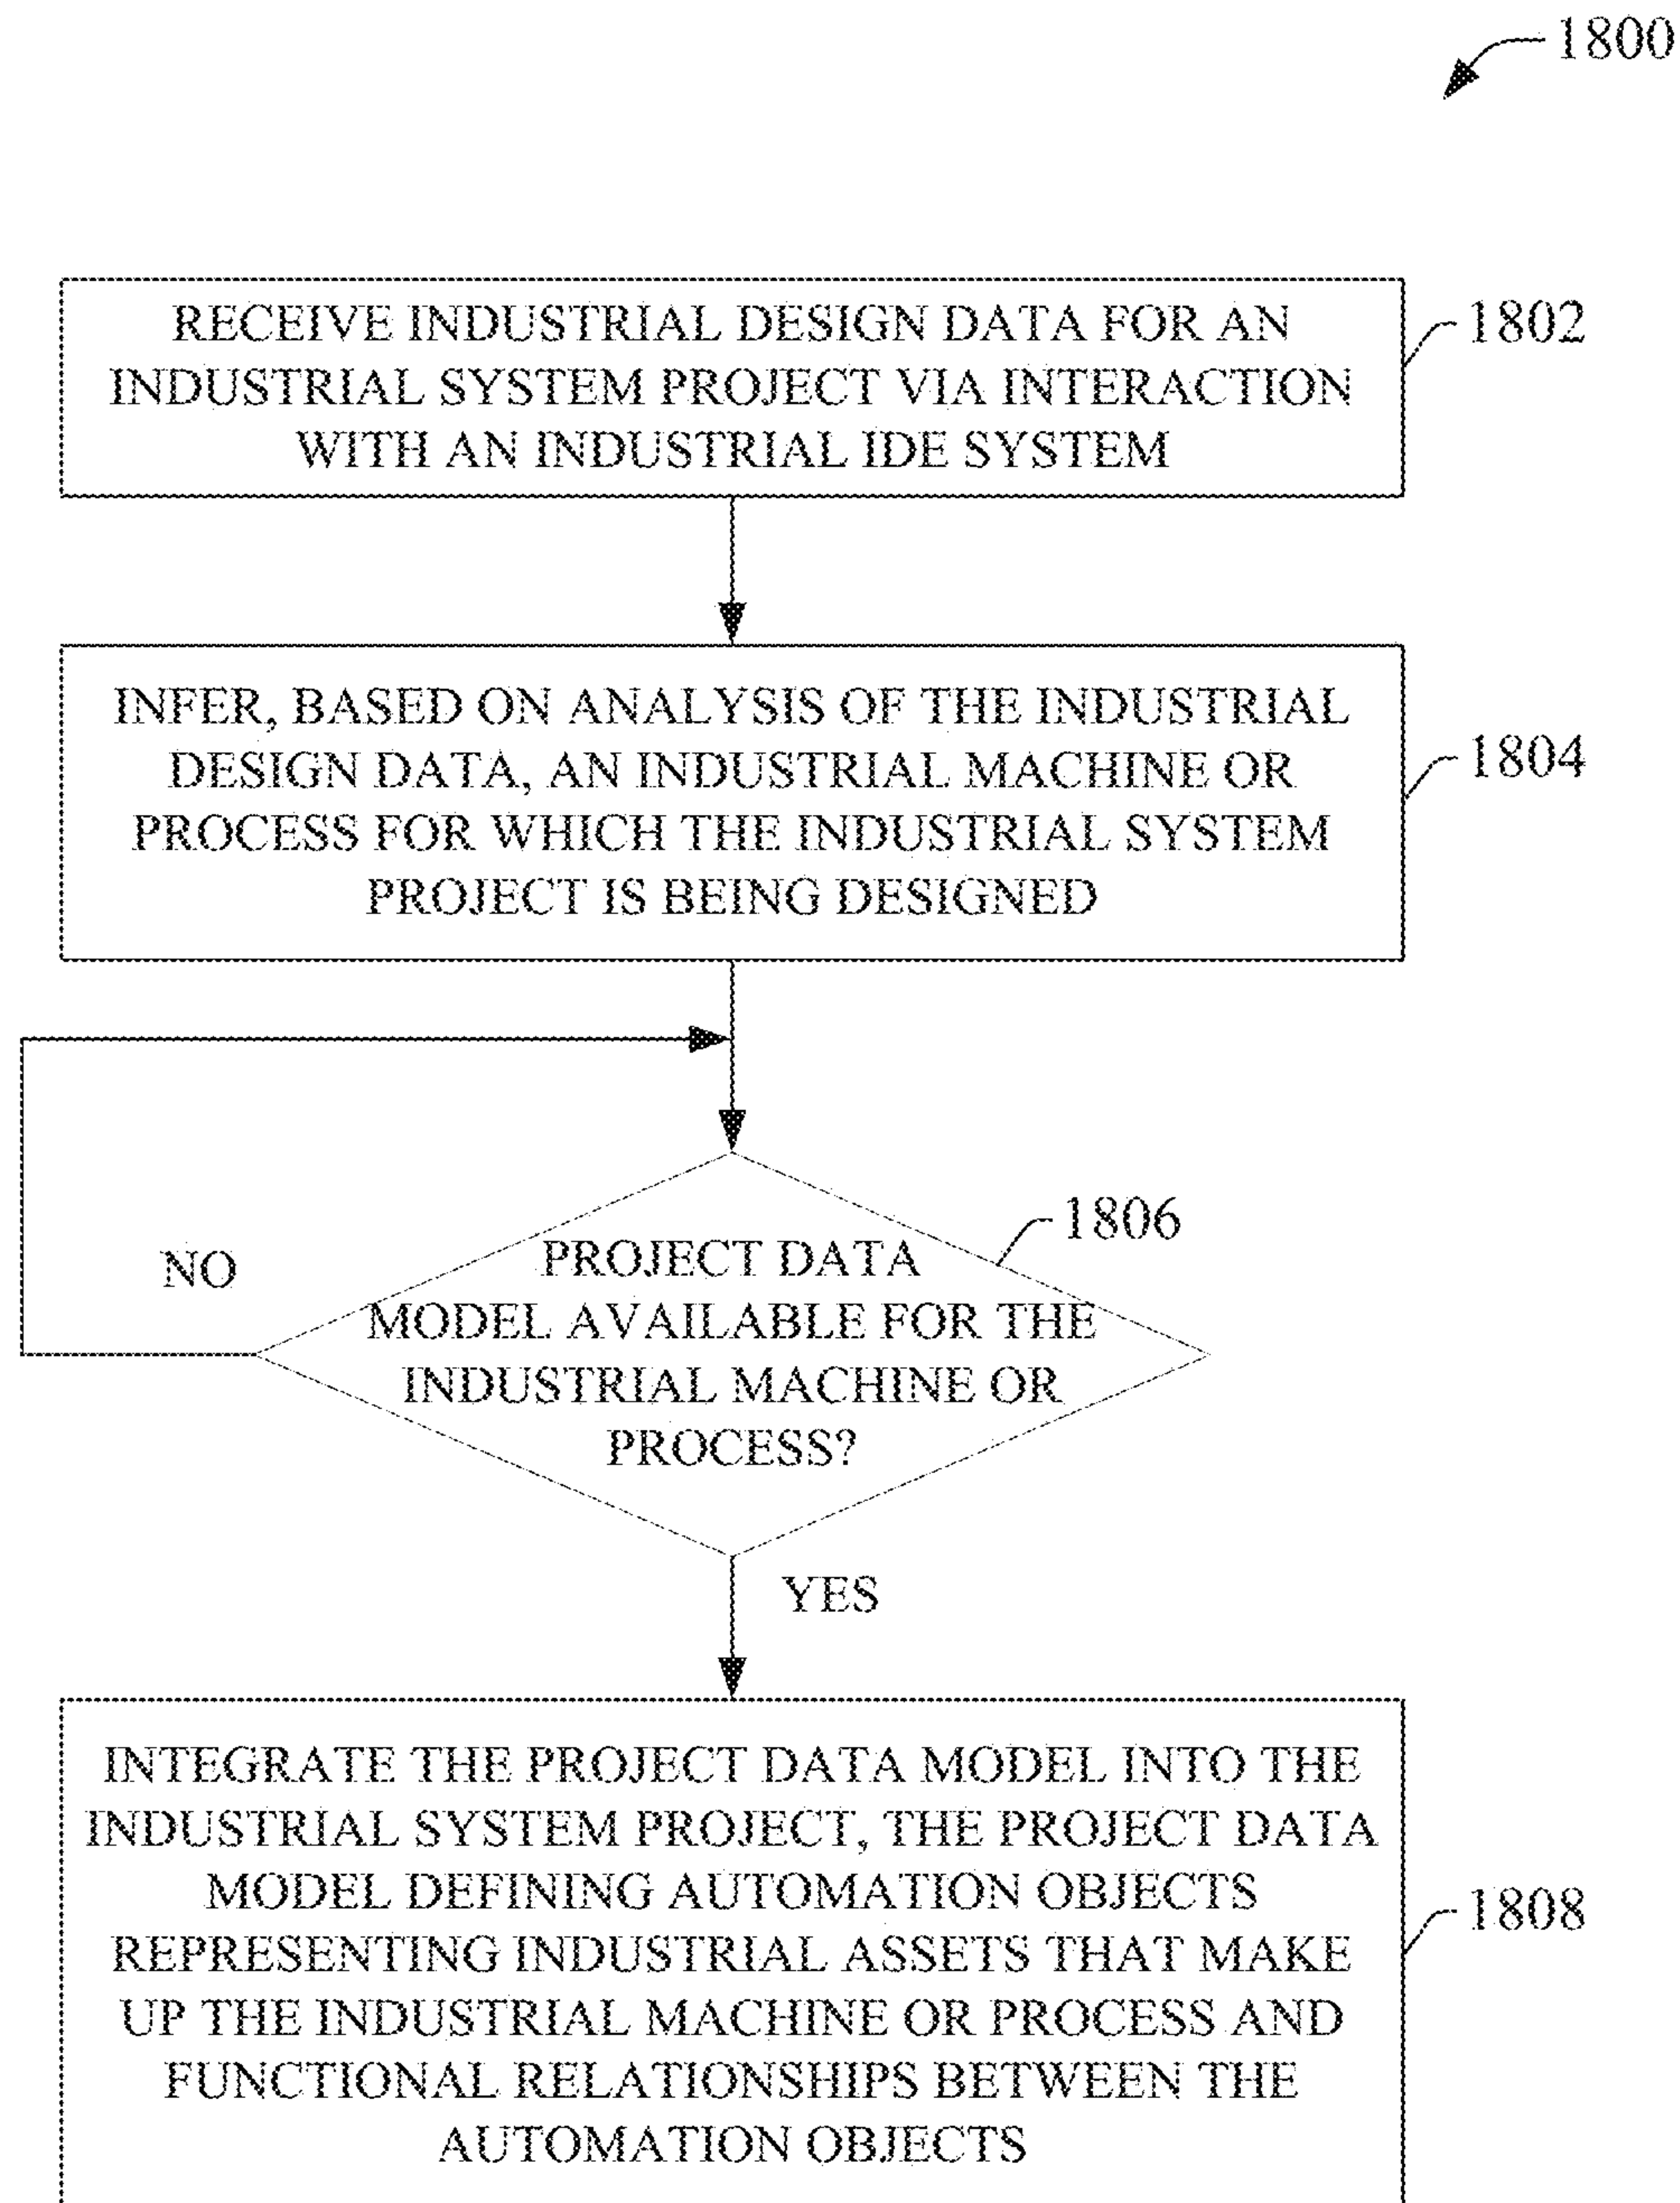 1800
RECEIVE INDUSTRIAL DESIGN DATA FOR AN
INDUSTRIAL SYSTEM PROJECT VIA INTERACTION
WITH AN INDUSTRIAL IDE SYSTEM
1802
INFER, BASED ON ANALYSIS OF THE INDUSTRIAL
DESIGN DATA, AN INDUSTRIAL MACHINE OR
PROCESS FOR WHICH THE INDUSTRIAL SYSTEM
PROJECT IS BEING DESIGNED
1804
PROJECT DATA
MODEL AVAILABLE FOR THE
INDUSTRIAL MACHINE OR
PROCESS?
1806
NO
YES
INTEGRATE THE PROJECT DATA MODEL INTO THE
INDUSTRIAL SYSTEM PROJECT, THE PROJECT DATA
MODEL DEFINING AUTOMATION OBJECTS
REPRESENTING INDUSTRIAL ASSETS THAT MAKE
UP THE INDUSTRIAL MACHINE OR PROCESS AND
FUNCTIONAL RELATIONSHIPS BETWEEN THE
AUTOMATION OBJECTS
1808